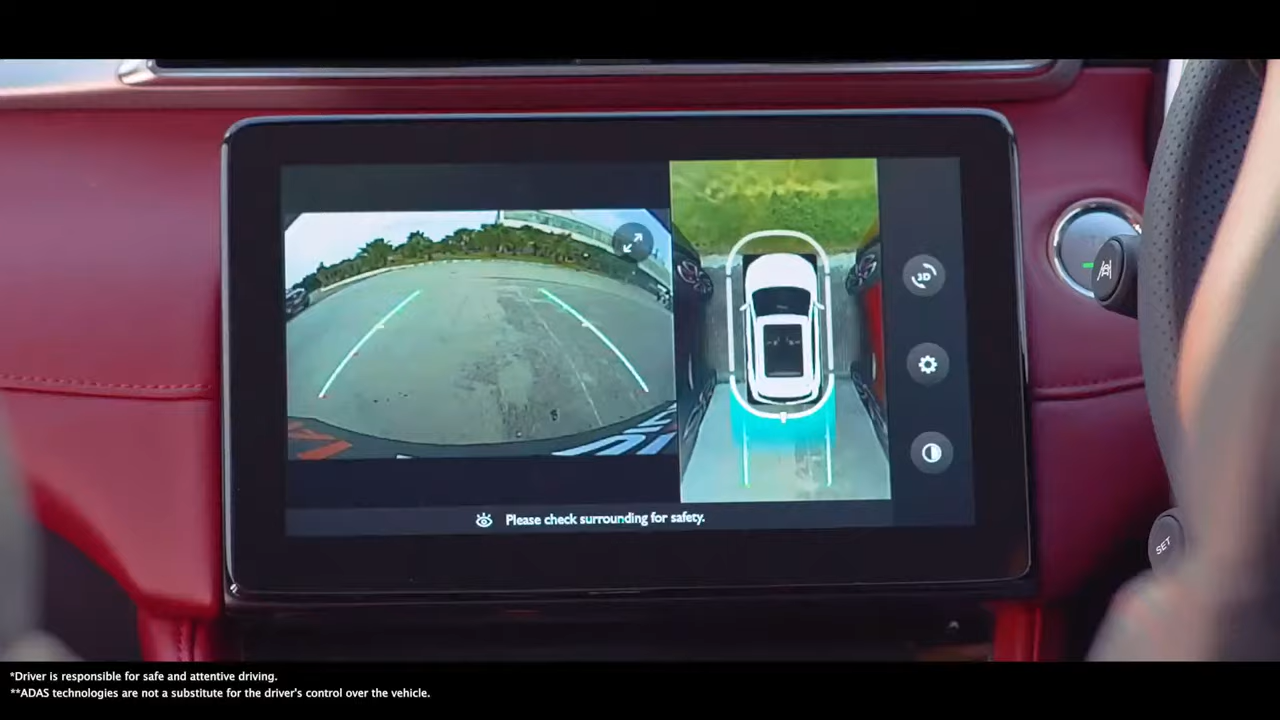 3D
Please check surrounding for safety.
SET
*Driver is responsible for safe and attentive driving.
**ADAS technologies are not a substitute for the driver's control over the vehicle.